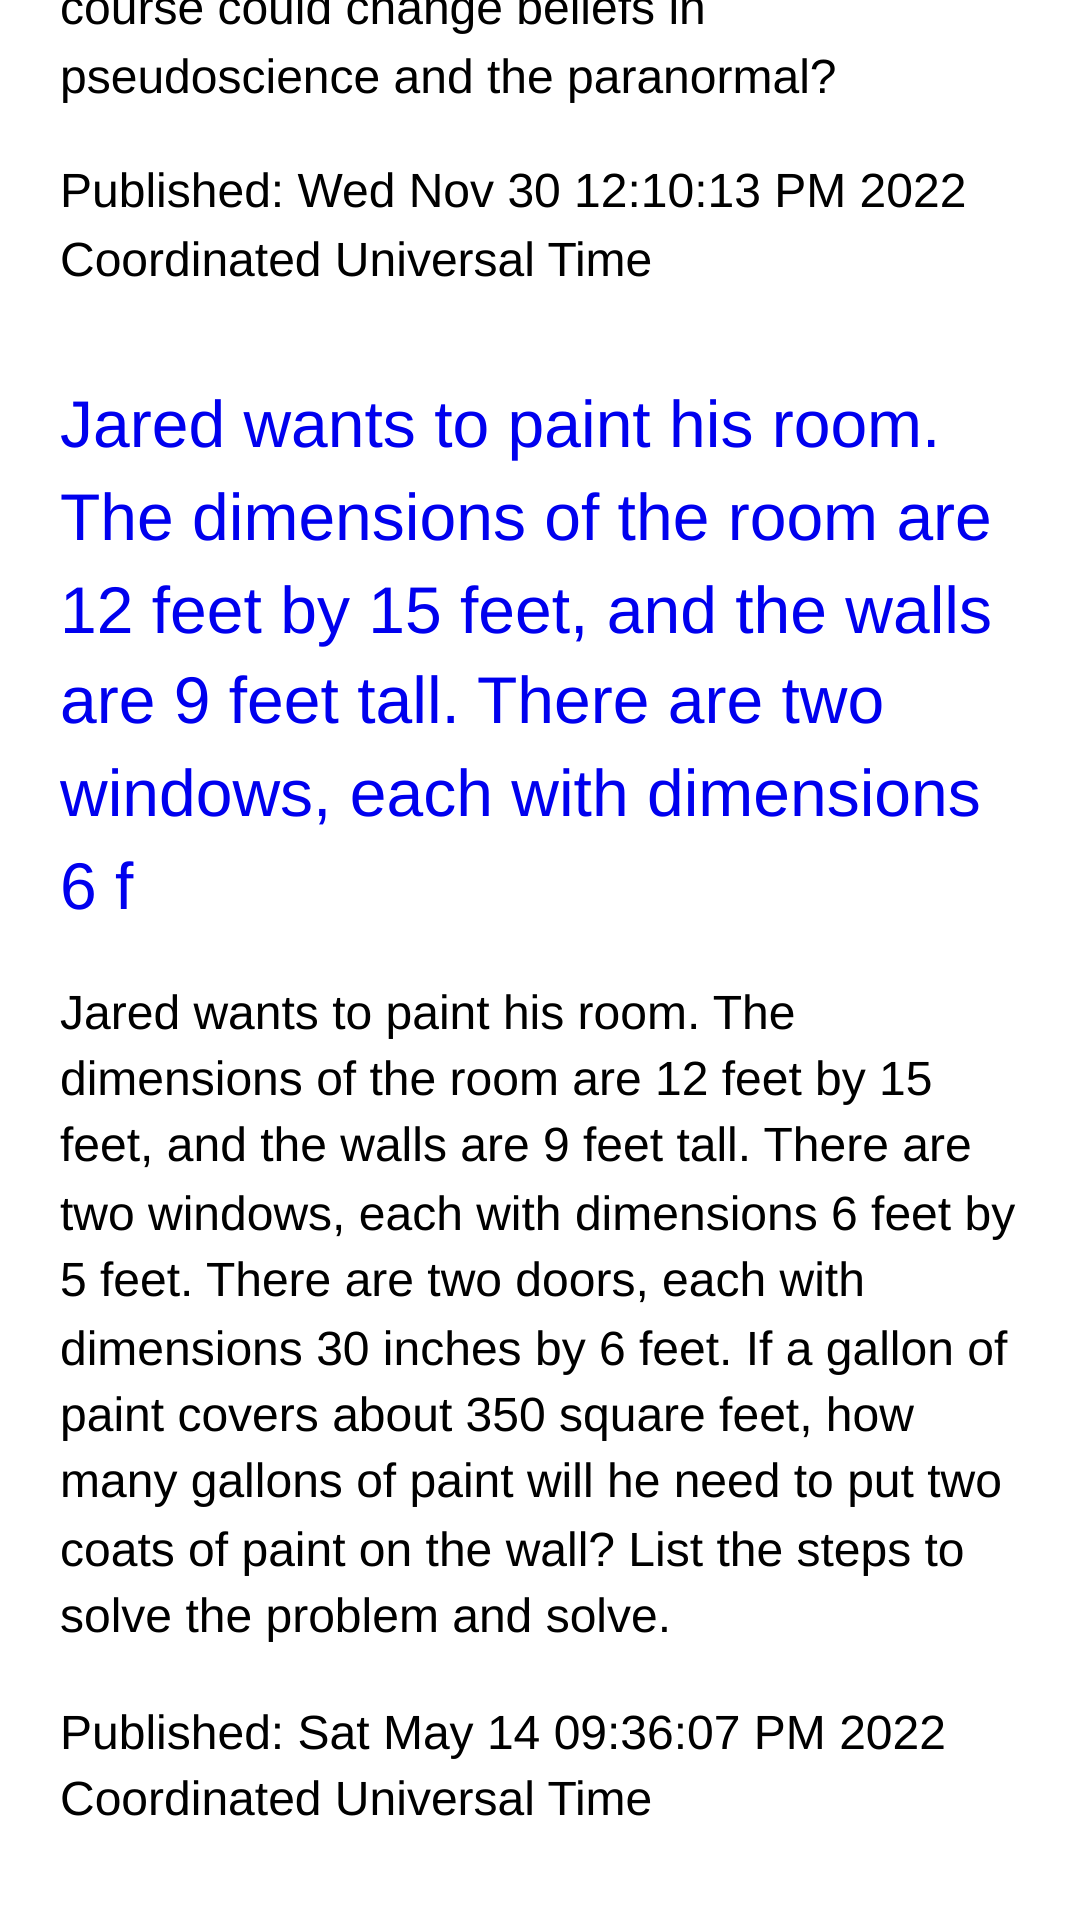 course could change beliefs in
pseudoscience and the paranormal?
Published: Wed Nov 30 12:10:13 PM 2022
Coordinated Universal Time
Jared wants to paint his room.
The dimensions of the room are
12 feet by 15 feet, and the walls
are 9 feet tall. There are two
windows, each with dimensions
6 f
Jared wants to paint his room. The
dimensions of the room are 12 feet by 15
feet, and the walls are 9 feet tall. There are
two windows, each with dimensions 6 feet by
5 feet. There are two doors, each with
dimensions 30 inches by 6 feet. If a gallon of
paint covers about 350 square feet, how
many gallons of paint will he need to put two
coats of paint on the wall? List the steps to
solve the problem and solve.
Published: Sat May 14 09:36:07 PM 2022
Coordinated Universal Time